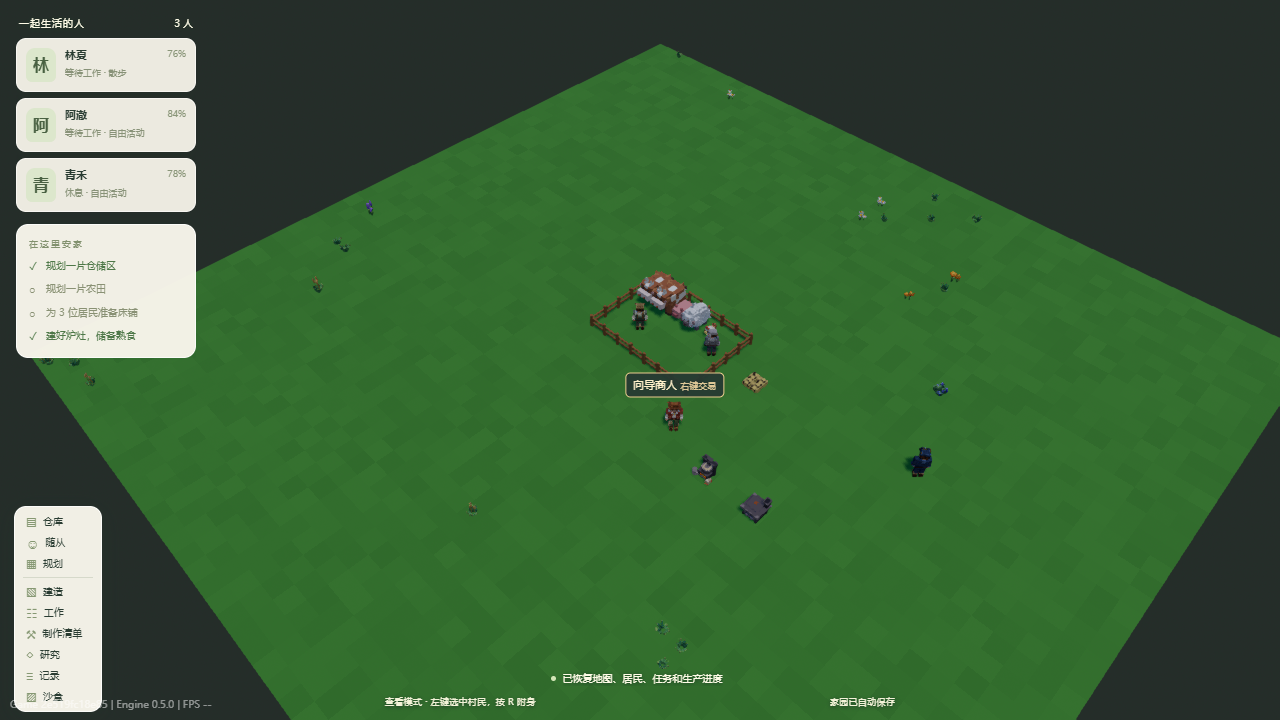 一起生活的人 3 人
林
林夏 76%
等待工作 · 散步
阿
阿澈 84%
等待工作 · 自由活动
青
青禾 78%
休息 · 自由活动
在这里安家
✓ 规划一片仓储区
○ 规划一片农田
○ 为 3 位居民准备床铺
✓ 建好炉灶，储备熟食
向导商人 右键交易
仓库
随从
规划
建造
工作
制作清单
研究
记录
沙盒
5 | Engine 0.5.0 | FPS --
已恢复地图、居民、任务和生产进度
查看模式 · 左键选中村民，按 R 附身
家园已自动保存